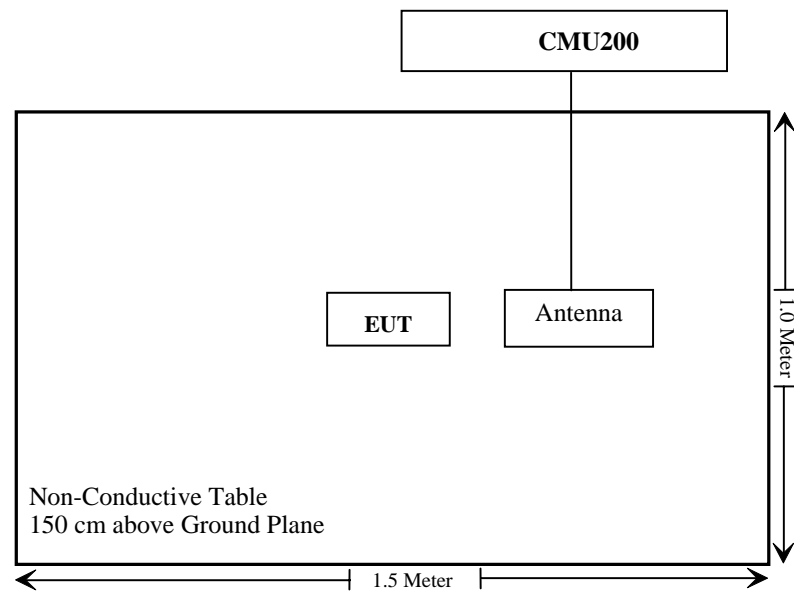 CMU200
EUT
Antenna
1.0 Meter
Non-Conductive Table
150 cm above Ground Plane
1.5 Meter